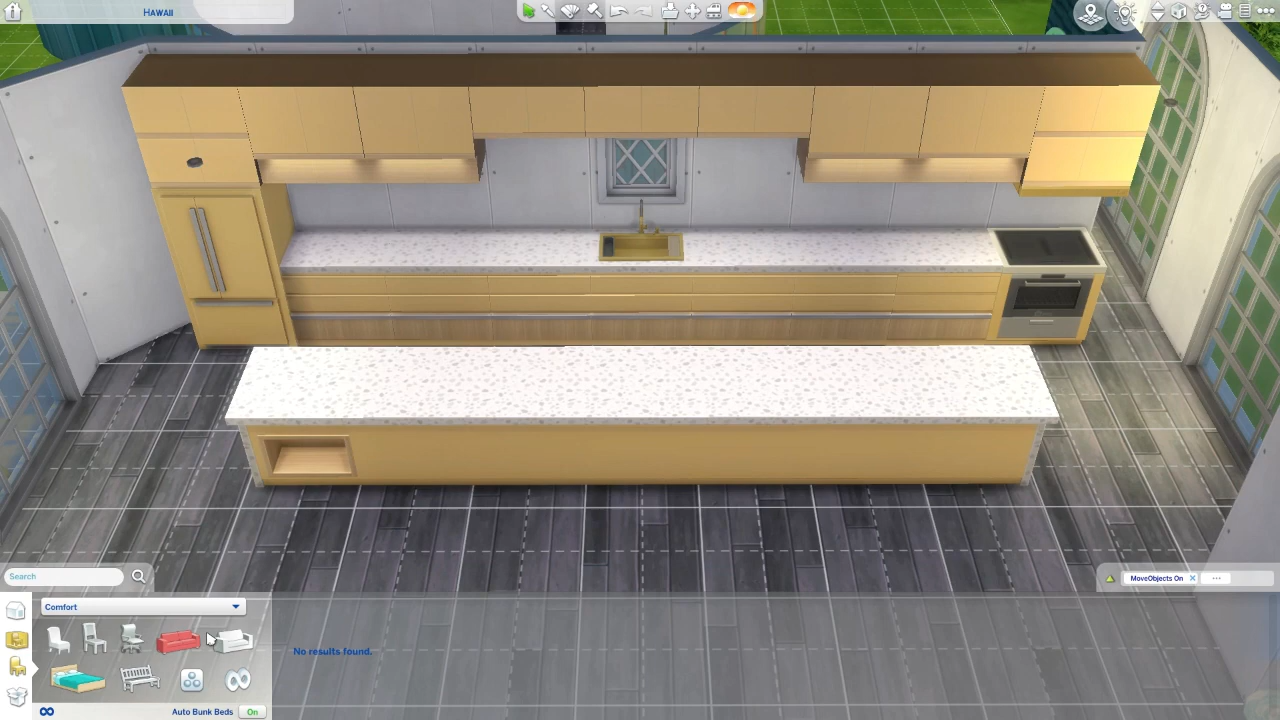 Hawaii
Search
MoveObjects On
Comfort
No results found.
Auto Bunk Beds
On